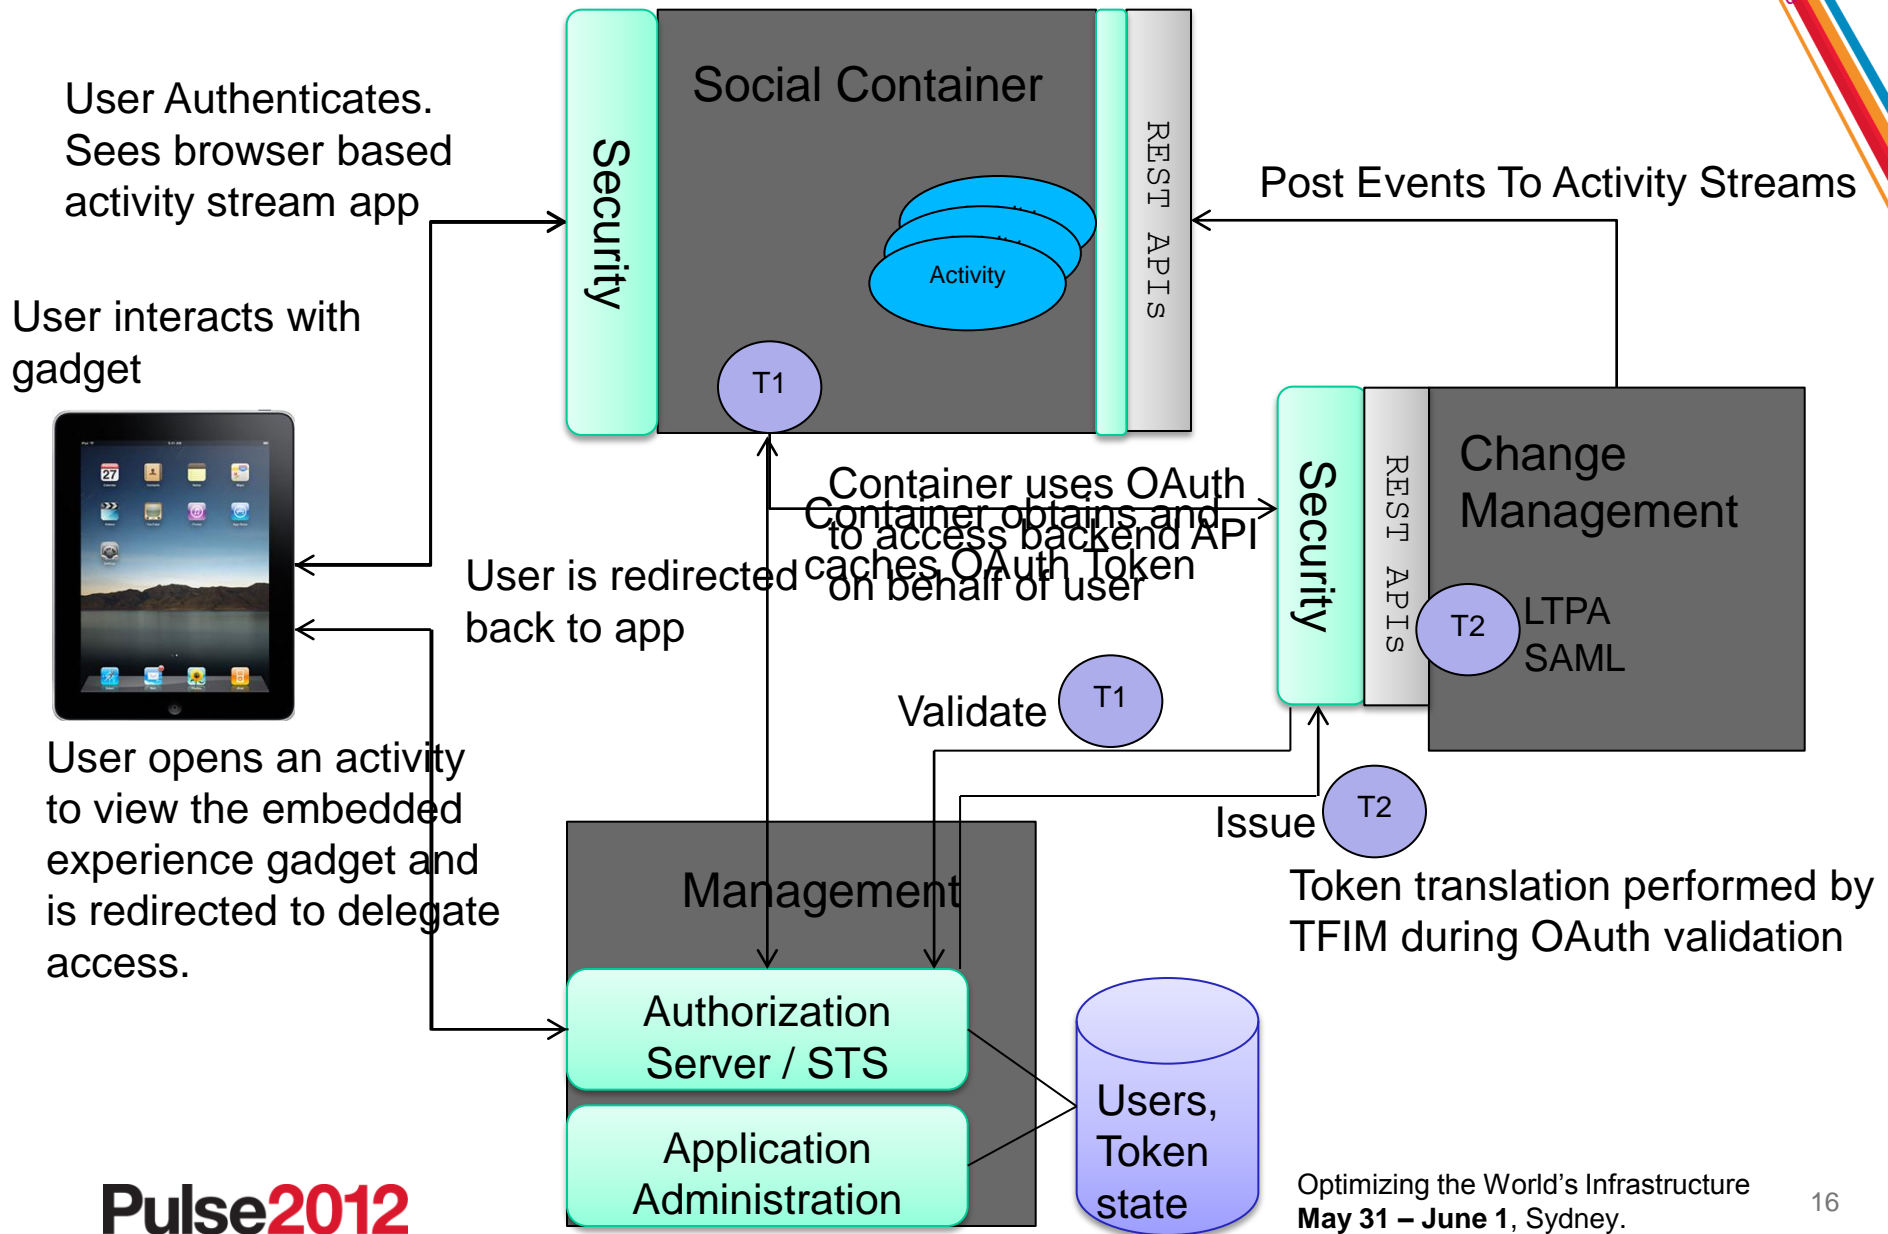 Social Container
User Authenticates.
Sees browser based
activity stream app
Security
REST APIs
Post Events To Activity Streams
Activity
User interacts with
gadget
T1
Change
Management
Security
REST APIs
Container uses OAuth
to access backend API
on behalf of user
Container obtains and
caches OAuth Token
User is redirected
back to app
T2
LTPA
SAML
Validate
T1
User opens an activity
to view the embedded
experience gadget and
is redirected to delegate
access.
Issue
T2
Management
Token translation performed by
TFIM during OAuth validation
Authorization
Server / STS
Users,
Token
state
Application
Administration
Pulse2012
Optimizing the World's Infrastructure
May 31 – June 1, Sydney.
16
27